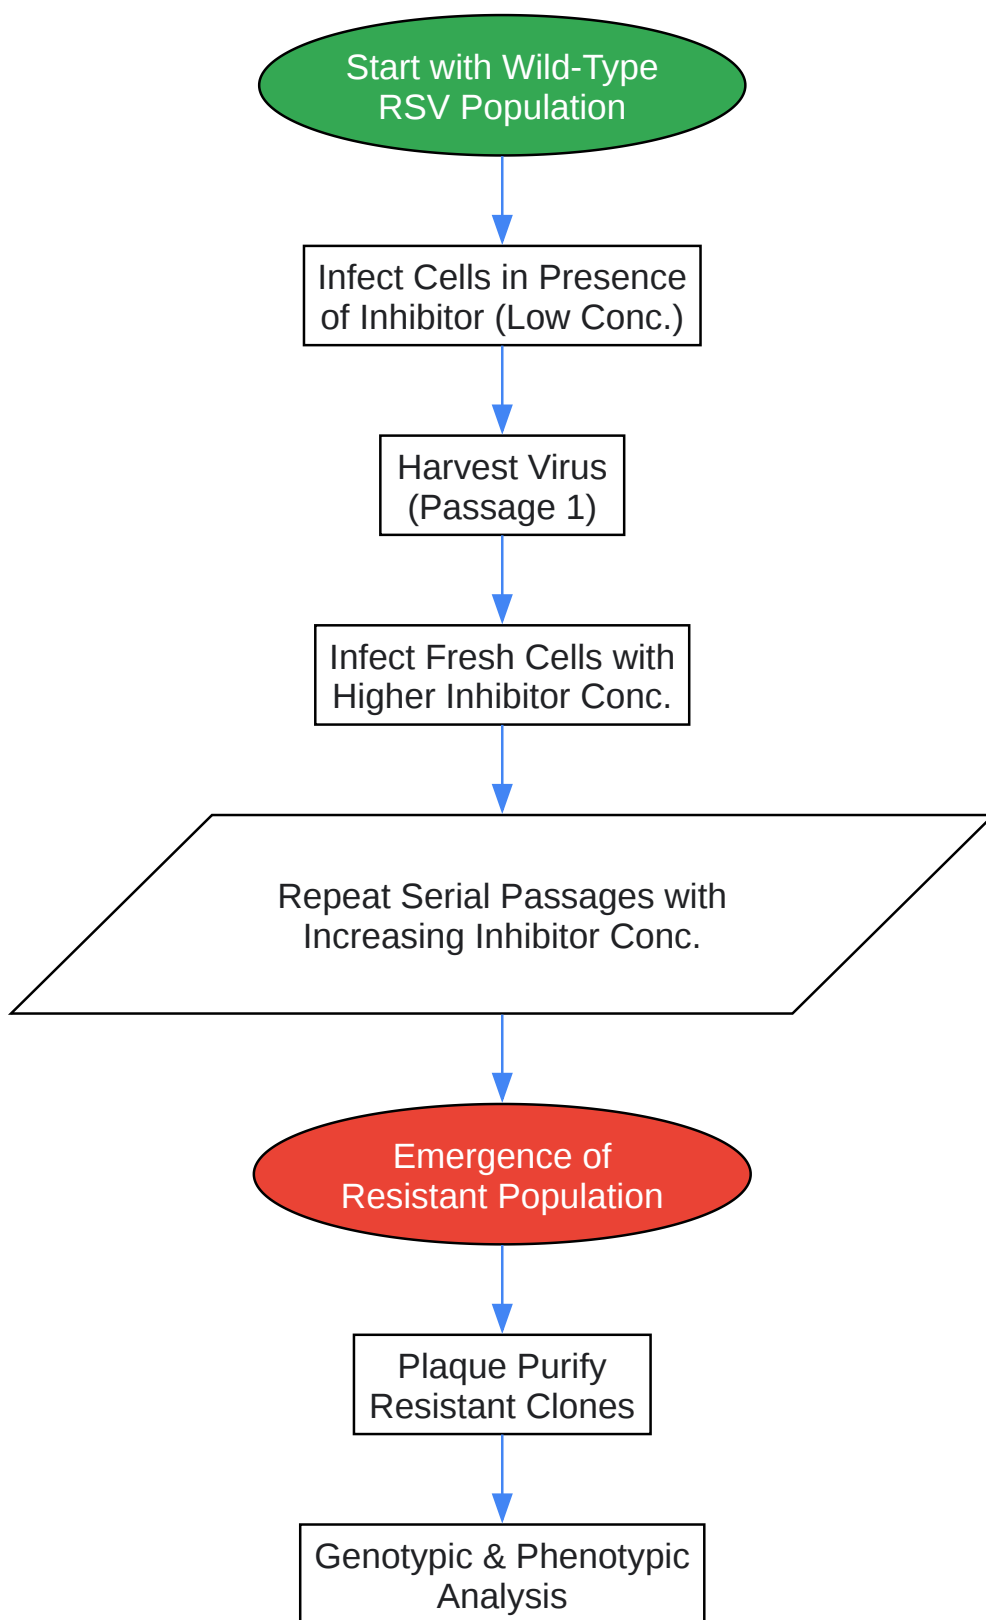 Start with Wild-Type
RSV Population
Infect Cells in Presence
of Inhibitor (Low Conc.)
Harvest Virus
(Passage 1)
Infect Fresh Cells with
Higher Inhibitor Conc.
Repeat Serial Passages with
Increasing Inhibitor Conc.
Emergence of
Resistant Population
Plaque Purify
Resistant Clones
Genotypic & Phenotypic
Analysis